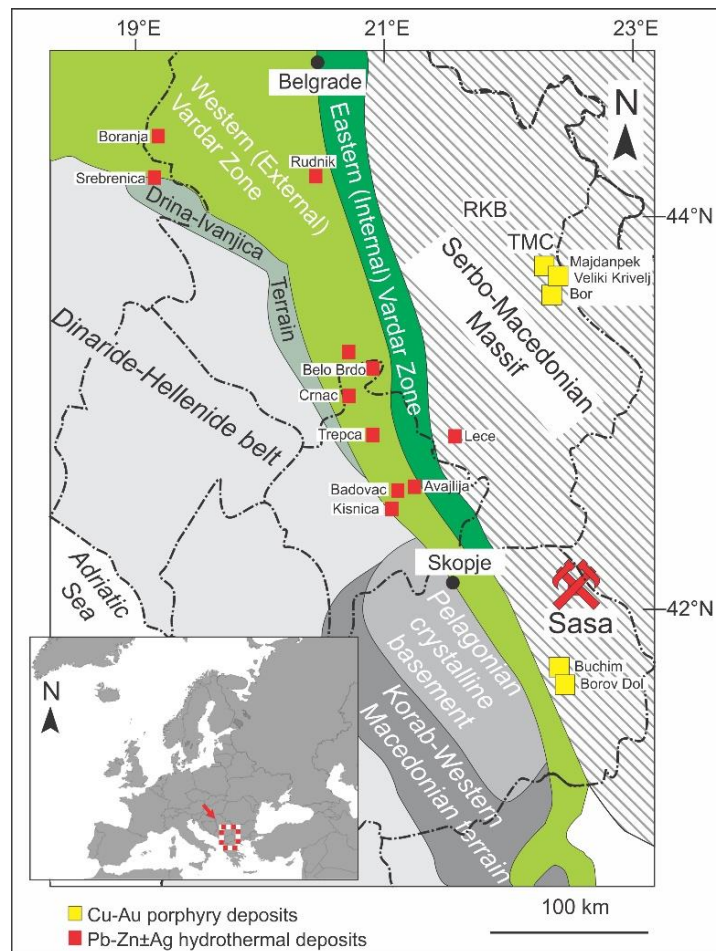 19°E 21°E 23°E
Belgrade
N
Western (External)
Vardar Zone
Eastern (Internal) Vardar Zone
Boranja
Rudnik
Srebrenica
Drina-Ivanjica
Terrain
RKB
44°N
TMC
Majdanpek
Veliki Krivelj
Bor
Serbo-Macedonian
Massif
Dinaride-Hellenide belt
Belo Brdo
Crnac
Trepca
Lece
Badovac
Avajlija
Kisnica
Adriatic
Sea
Skopje
Sasa
42°N
Pelagonian
crystalline
basement
Korab-Western
Macedonian terrain
Buchim
Borov Dol
N
Cu-Au porphyry deposits
Pb-Zn±Ag hydrothermal deposits
100 km